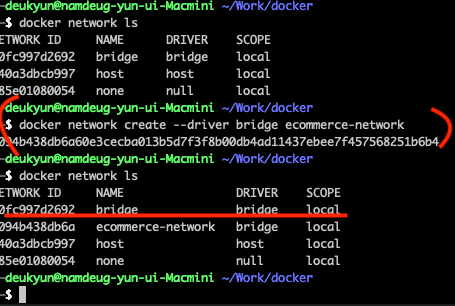 -deukyun@namdeug-yun-ui-Macmini ~/Work/docker
-$ docker network ls
ETWORK ID NAME DRIVER SCOPE
0fc997d2692 bridge bridge local
40a3dbcb997 host host local
85e01080054 none null local
-deukyun@namdeug-yun-ui-Macmini ~/Work/docker
$ docker network create --driver bridge ecommerce-network
094b438db6a60e3cecba013b5d7f3f8b00db4ad11437ebee7f457568251b6b4
-deukyun@namdeug-yun-ui-Macmini ~/Work/docker
-$ docker network ls
ETWORK ID NAME DRIVER SCOPE
0fc997d2692 bridge bridge local
094b438db6a ecommerce-network bridge local
40a3dbcb997 host host local
85e01080054 none null local
-deukyun@namdeug-yun-ui-Macmini ~/Work/docker
-$